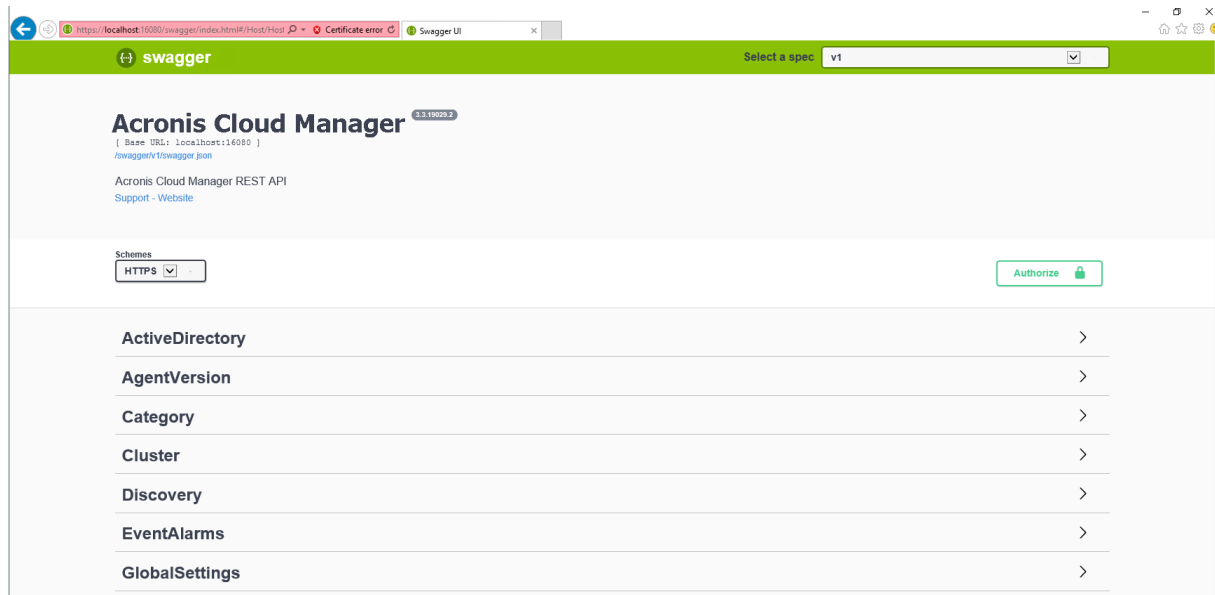 https://localhost:16080/swagger/index.html#/Host/Host
Certificate error
Swagger UI
swagger
Select a spec
v1
Acronis Cloud Manager
3.3.19029.2
[ Base URL: localhost:16080 ]
/swagger/v1/swagger.json
Acronis Cloud Manager REST API
Support - Website
Schemes
HTTPS
Authorize
ActiveDirectory
AgentVersion
Category
Cluster
Discovery
EventAlarms
GlobalSettings